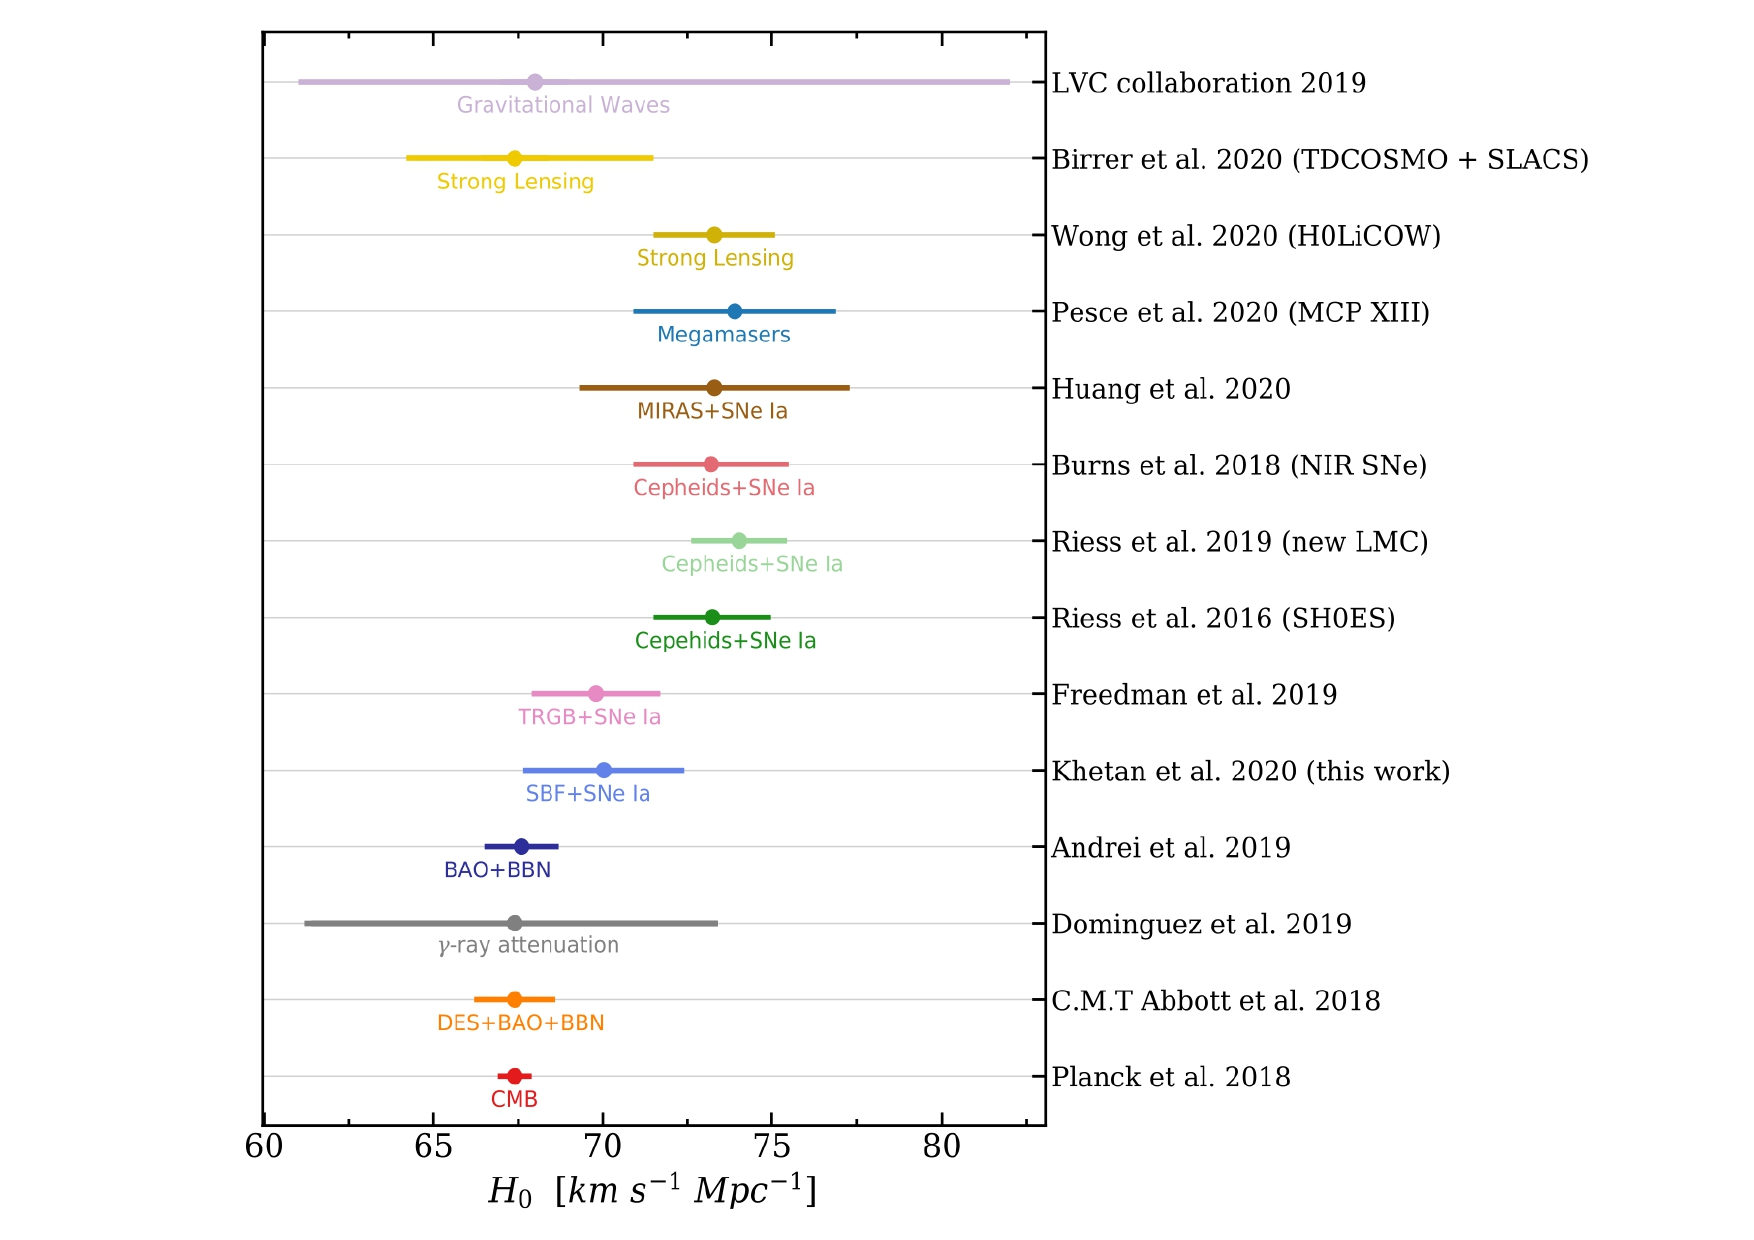 LVC collaboration 2019
Gravitational Waves
Birrer et al. 2020 (TDCOSMO + SLACS)
Strong Lensing
Wong et al. 2020 (H0LiCOW)
Strong Lensing
Pesce et al. 2020 (MCP XIII)
Megamasers
Huang et al. 2020
MIRAS+SNe Ia
Burns et al. 2018 (NIR SNe)
Cepheids+SNe Ia
Riess et al. 2019 (new LMC)
Cepheids+SNe Ia
Riess et al. 2016 (SH0ES)
Cepehids+SNe Ia
Freedman et al. 2019
TRGB+SNe Ia
Khetan et al. 2020 (this work)
SBF+SNe Ia
Andrei et al. 2019
BAO+BBN
Dominguez et al. 2019
γ-ray attenuation
C.M.T Abbott et al. 2018
DES+BAO+BBN
Planck et al. 2018
CMB
60 65 70 75 80
H₀ [km s⁻¹ Mpc⁻¹]